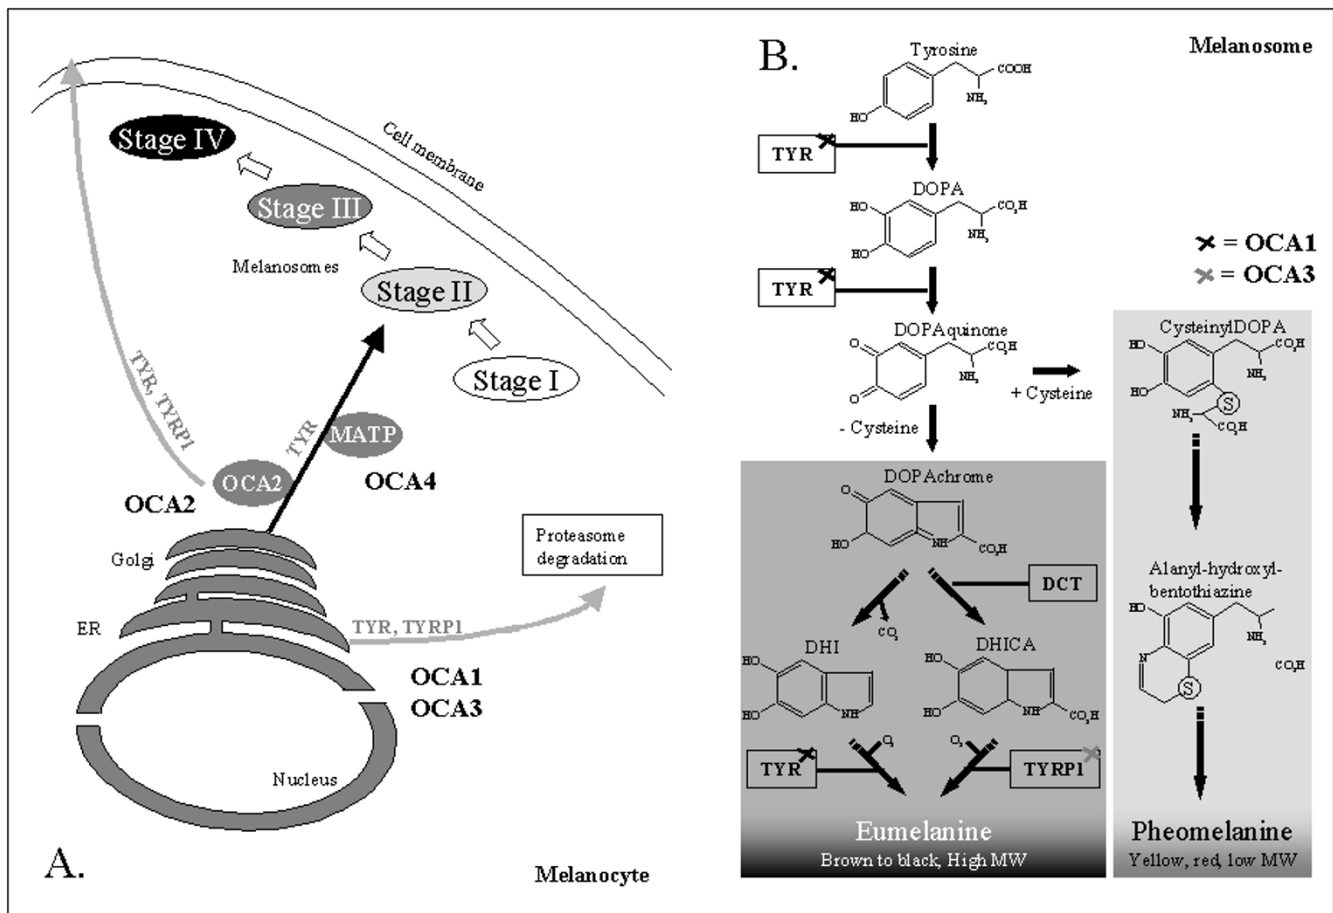 Stage IV
Cell membrane
Stage III
Melanosomes
Stage II
Stage I
TYR, TYRP1
TYR
MATP
OCA2
OCA4
OCA2
Golgi
Proteasome
degradation
ER
TYR, TYRP1
OCA1
OCA3
Nucleus
A.
Melanocyte
B.
Melanosome
Tyrosine
COOH
NH2
HO
TYR
DOPA
HO
CO2H
NH2
HO
= OCA1
= OCA3
TYR
DOPAquinone
O
CO2H
NH2
O
+ Cysteine
- Cysteine
CysteinylDOPA
HO
CO2H
NH2
HO
S
NH2
CO2H
DOPAchrome
O
HO
NH
CO2H
DCT
CO2
Alanyl-hydroxyl-
bentothiazine
HO
NH2
N
CO2H
S
DHI
HO
HO
NH
DHICA
HO
HO
NH
CO2H
O2
O2
TYR
TYRP1
Eumelanine
Brown to black, High MW
Pheomelanine
Yellow, red, low MW